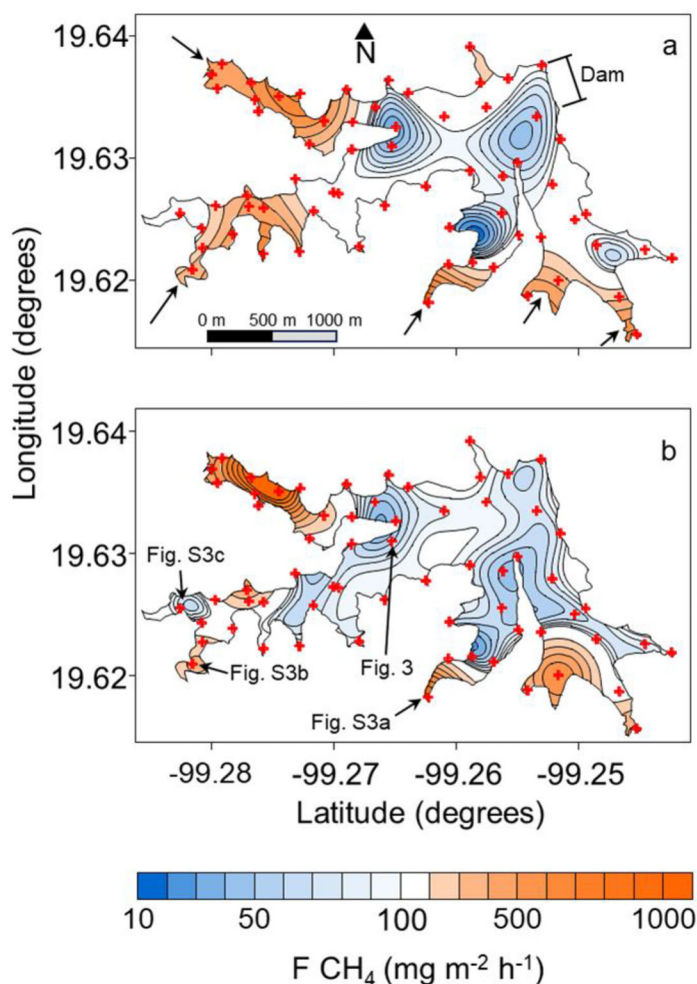 19.64
N
a
Dam
19.63
19.62
0 m 500 m 1000 m
Longitude (degrees)
19.64
b
19.63
Fig. S3c
Fig. S3b
Fig. 3
19.62
Fig. S3a
-99.28 -99.27 -99.26 -99.25
Latitude (degrees)
10 50 100 500 1000
F CH₄ (mg m⁻² h⁻¹)